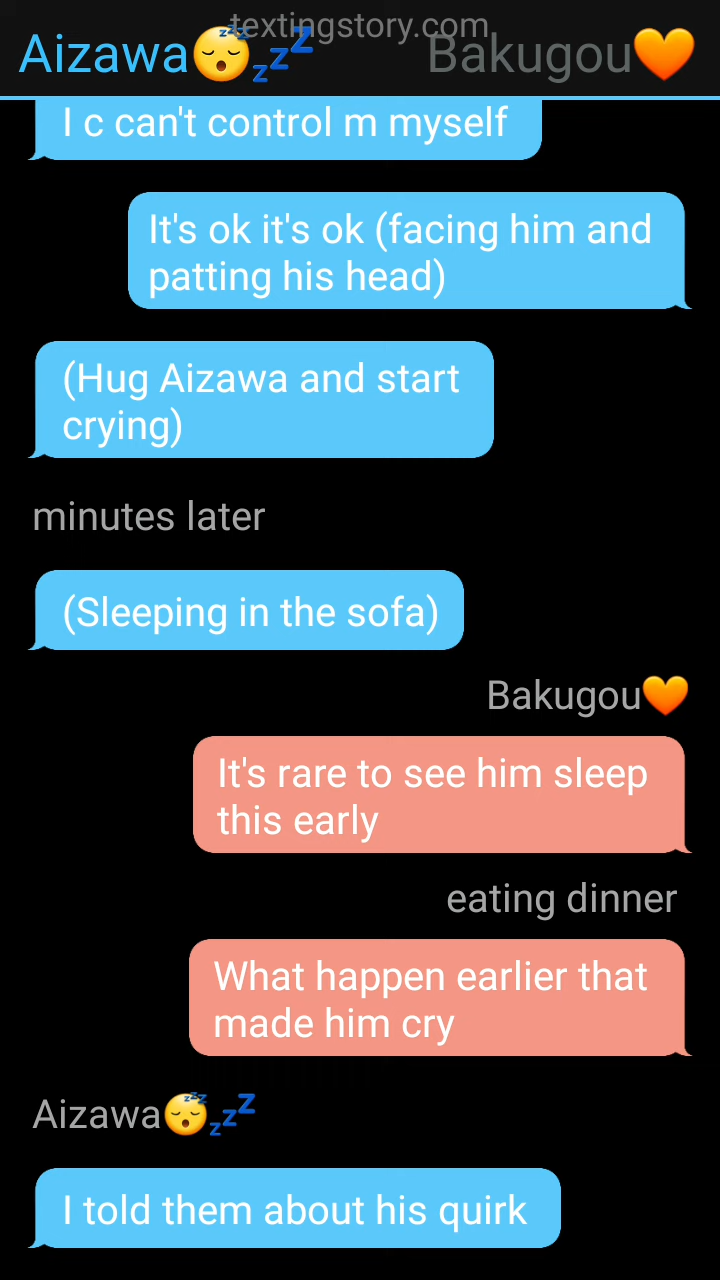 textingstory.com
Aizawa😴💤 Bakugou🧡
I c can't control m myself
It's ok it's ok (facing him and
patting his head)
(Hug Aizawa and start
crying)
minutes later
(Sleeping in the sofa)
Bakugou🧡
It's rare to see him sleep
this early
eating dinner
What happen earlier that
made him cry
Aizawa😴💤
I told them about his quirk